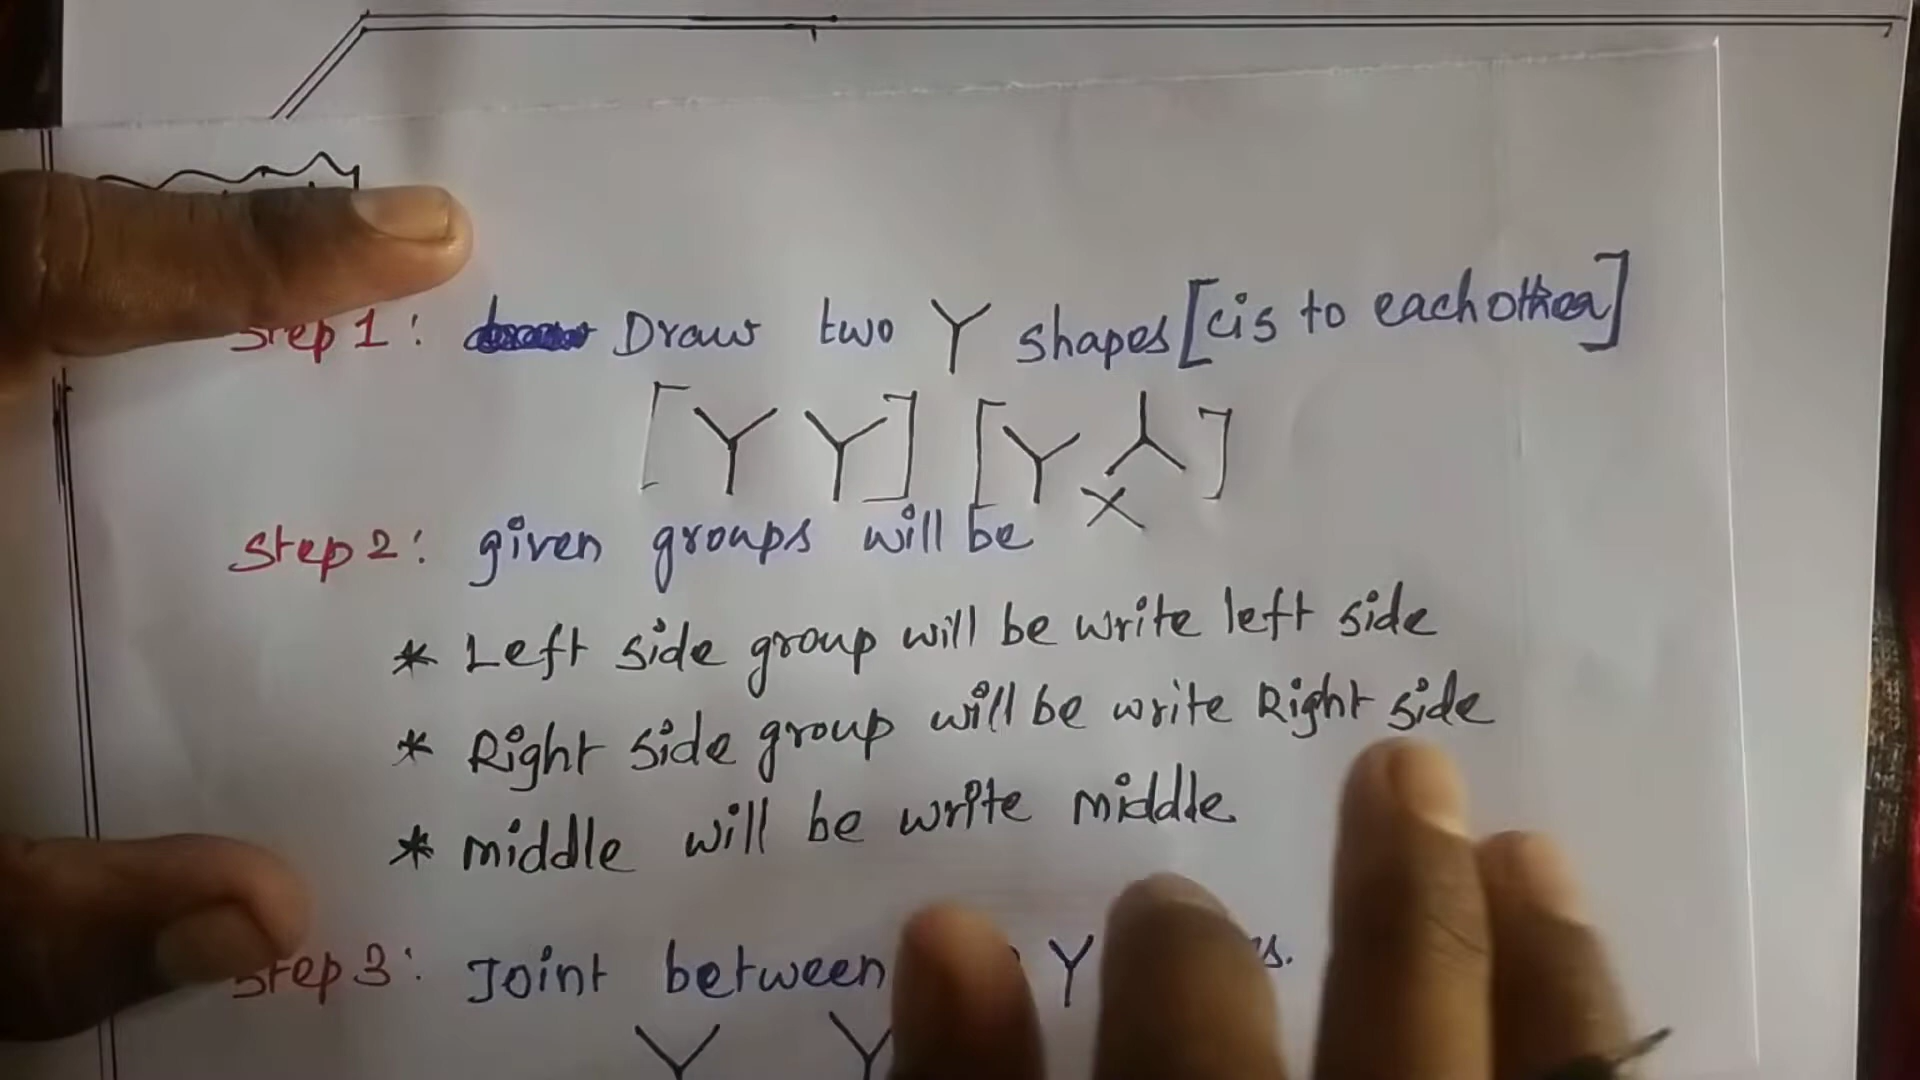 Step 1: Draw two Y shapes [cis to each other]
[Y Y] [Y
X
Step 2: given groups will be
* Left side group will be write left side
* Right side group will be write Right side
* middle will be write middle
Step 3: Joint between Y